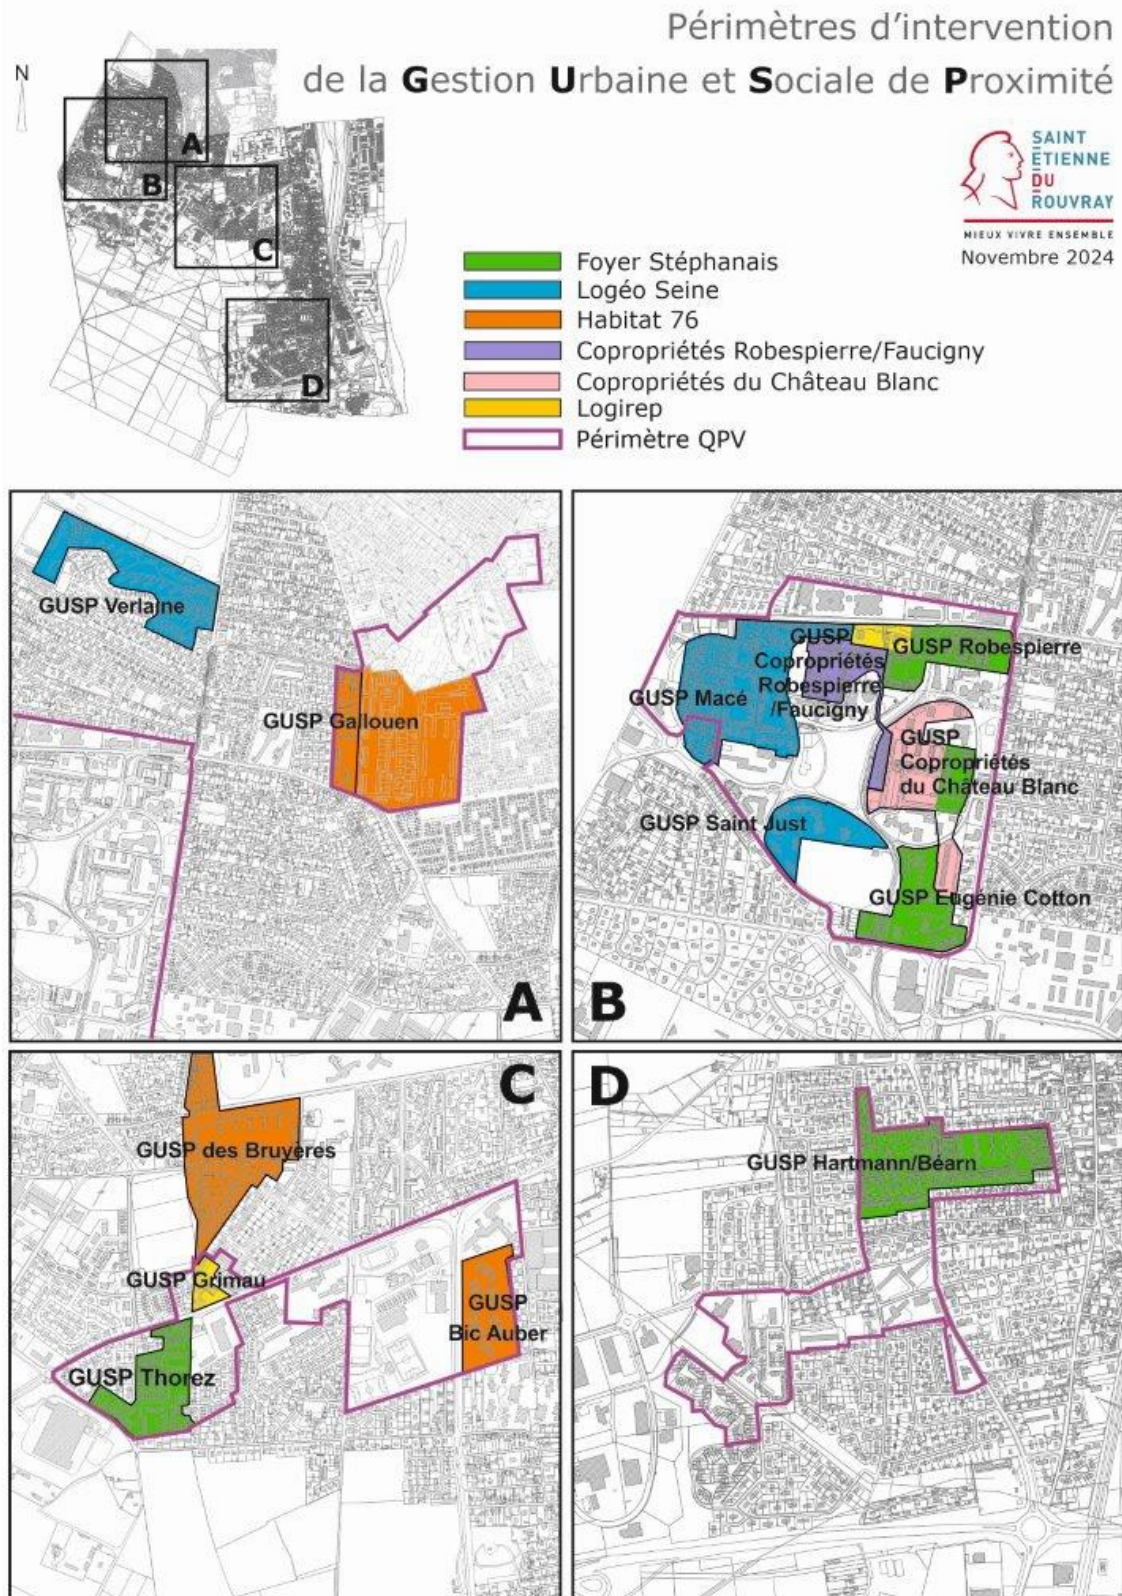 Périmètres d'intervention
de la Gestion Urbaine et Sociale de Proximité
N
A
B
C
D
SAINT
ETIENNE
DU
ROUVRAY
MIEUX VIVRE ENSEMBLE
Novembre 2024
Foyer Stéphanais
Logéo Seine
Habitat 76
Copropriétés Robespierre/Faucigny
Copropriétés du Château Blanc
Logirep
Périmètre QPV
GUSP Verlaine
GUSP Gallouen
A
GUSP
Copropriétés
Robespierre
/Faucigny
GUSP Robespierre
GUSP Macé
GUSP
Copropriétés
du Château Blanc
GUSP Saint Just
GUSP Eugénie Cotton
B
C
GUSP des Bruyères
GUSP Grimau
GUSP
Bic Auber
GUSP Thorez
D
GUSP Hartmann/Béarn